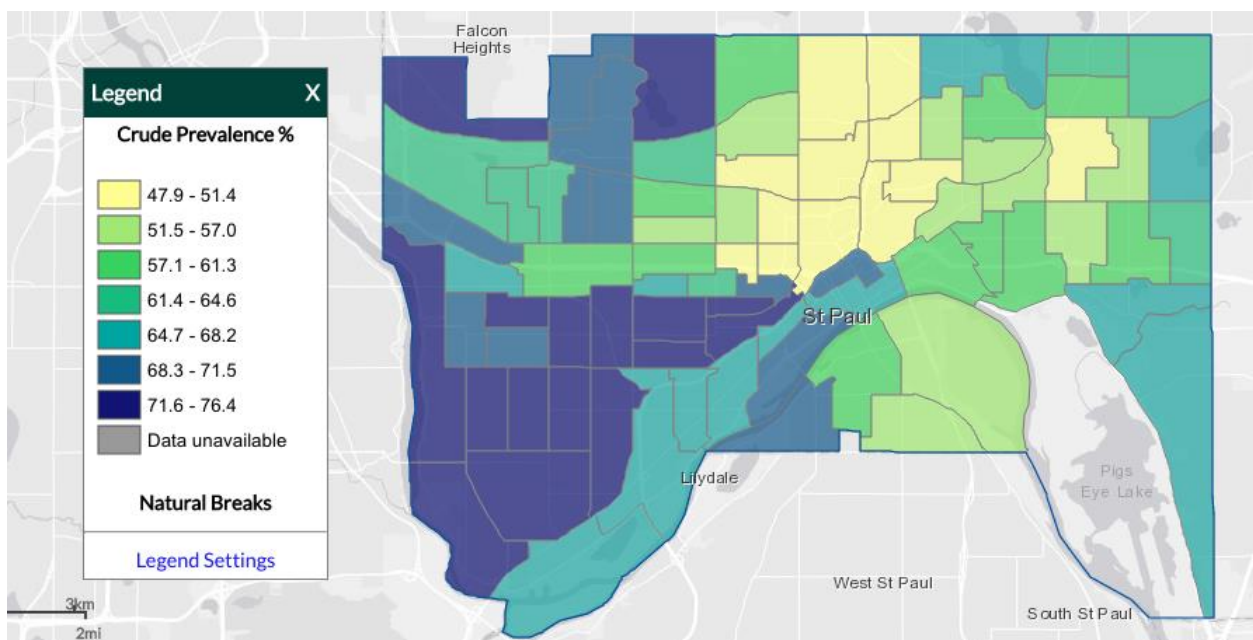 Falcon
Heights
Legend X
Crude Prevalence %
47.9 - 51.4
51.5 - 57.0
57.1 - 61.3
61.4 - 64.6
64.7 - 68.2
68.3 - 71.5
71.6 - 76.4
Data unavailable
Natural Breaks
Legend Settings
St Paul
Lilydale
Pigs
Eye Lake
West St Paul
South St Paul
3km
2mi